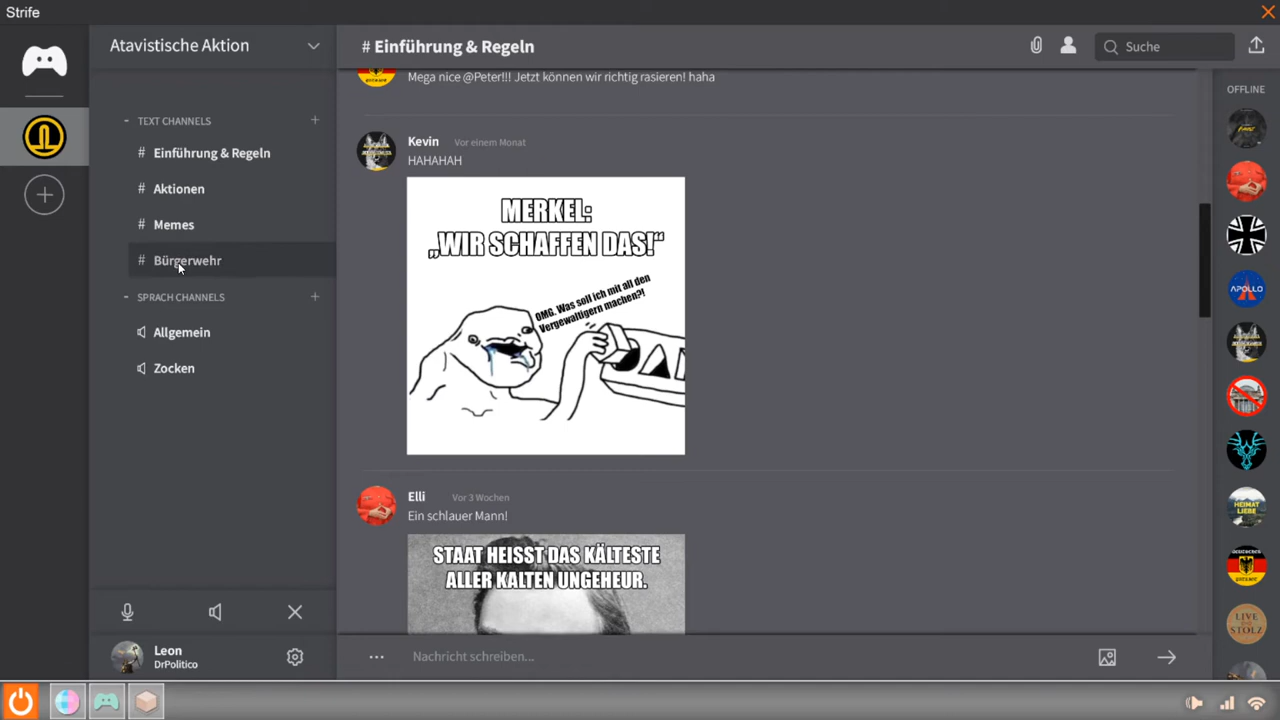 Strife
Atavistische Aktion
TEXT CHANNELS
# Einführung & Regeln
# Aktionen
# Memes
# Bürgerwehr
SPRACH CHANNELS
Allgemein
Zocken
Leon
DrPolitico
# Einführung & Regeln
Suche
Mega nice @Peter!!! Jetzt können wir richtig rasieren! haha
Kevin Vor einem Monat
HAHAHAH
MERKEL:
„WIR SCHAFFEN DAS!“
OMG. Was soll ich mit all den
Vergewaltigern machen?!
Elli Vor 3 Wochen
Ein schlauer Mann!
STAAT HEISST DAS KÄLTESTE
ALLER KALTEN UNGEHEUR.
Nachricht schreiben...
OFFLINE
APOLLO
HEIMAT
LIEBE
LIVE
STOLZ